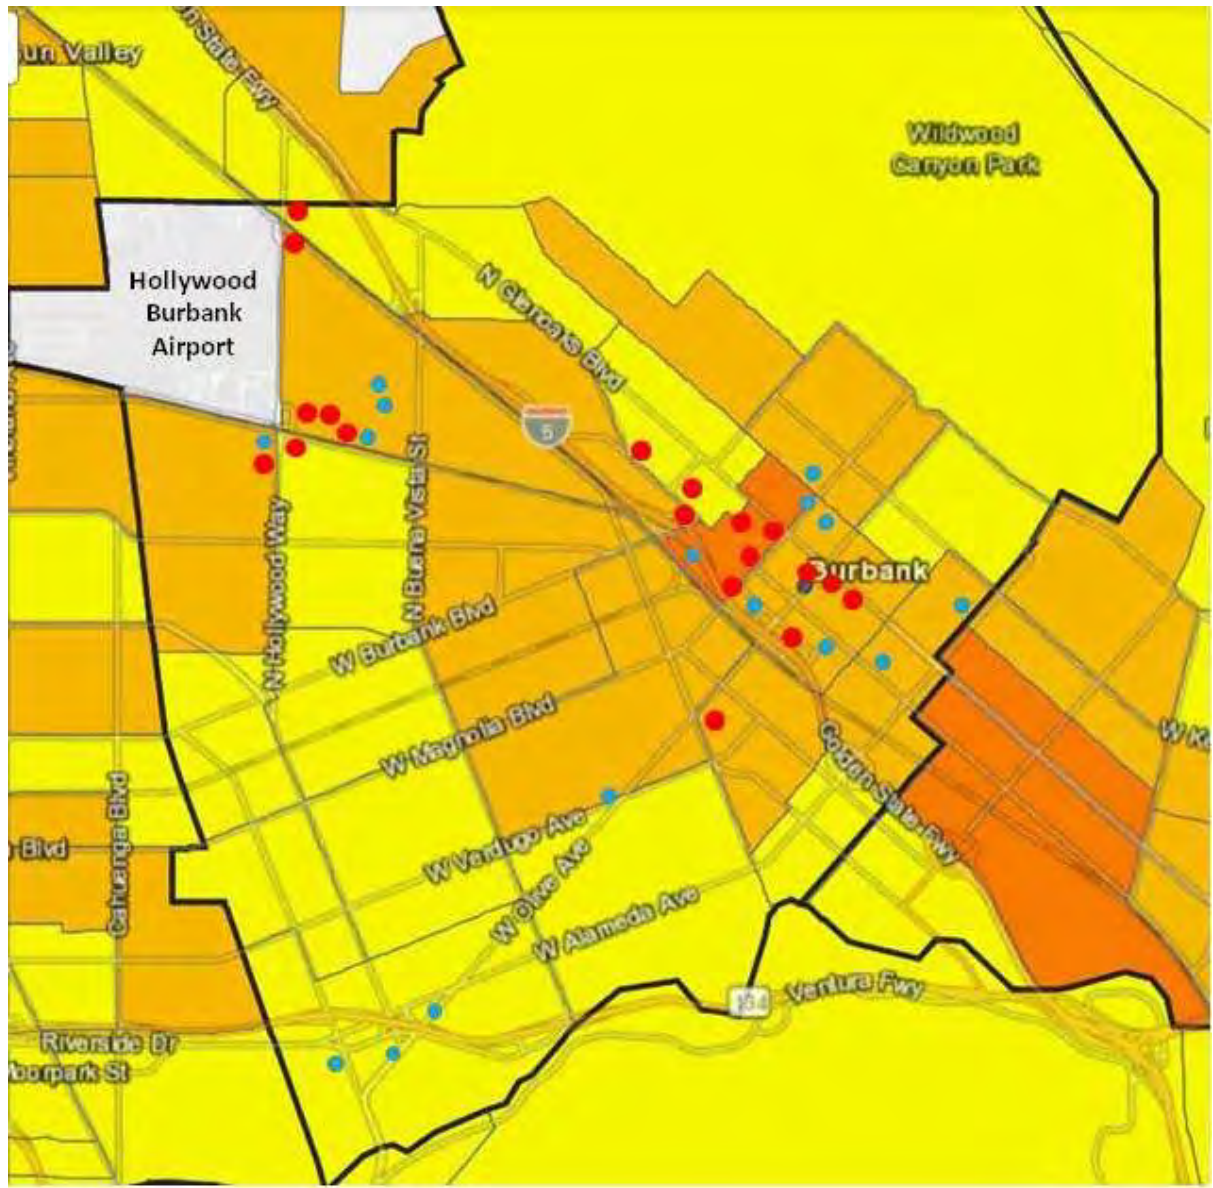 Sun Valley
Wildwood
Canyon Park
Hollywood
Burbank
Airport
N Glenoaks Blvd
5
N Buena Vista St
N Hollywood Way
Burbank
W Burbank Blvd
W Magnolia Blvd
Golden State Fwy
Cahuenga Blvd
Blvd
W Verdugo Ave
W Olive Ave
W Alameda Ave
134
Ventura Fwy
Riverside Dr
Moorpark St